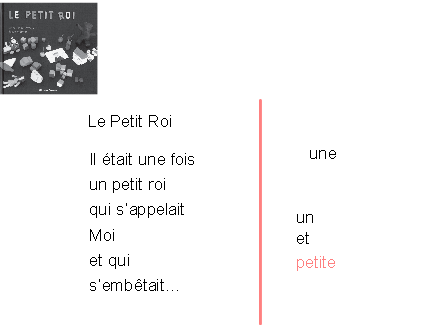 LE PETIT ROI
Le Petit Roi
Il était une fois
un petit roi
qui s'appelait
Moi
et qui
s'embêtait...
une
un
et
petite